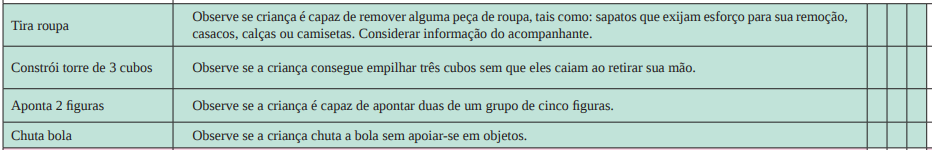 Tira roupa
Observe se criança é capaz de remover alguma peça de roupa, tais como: sapatos que exijam esforço para sua remoção,
casacos, calças ou camisetas. Considerar informação do acompanhante.
Constrói torre de 3 cubos
Observe se a criança consegue empilhar três cubos sem que eles caiam ao retirar sua mão.
Aponta 2 figuras
Observe se a criança é capaz de apontar duas de um grupo de cinco figuras.
Chuta bola
Observe se a criança chuta a bola sem apoiar-se em objetos.